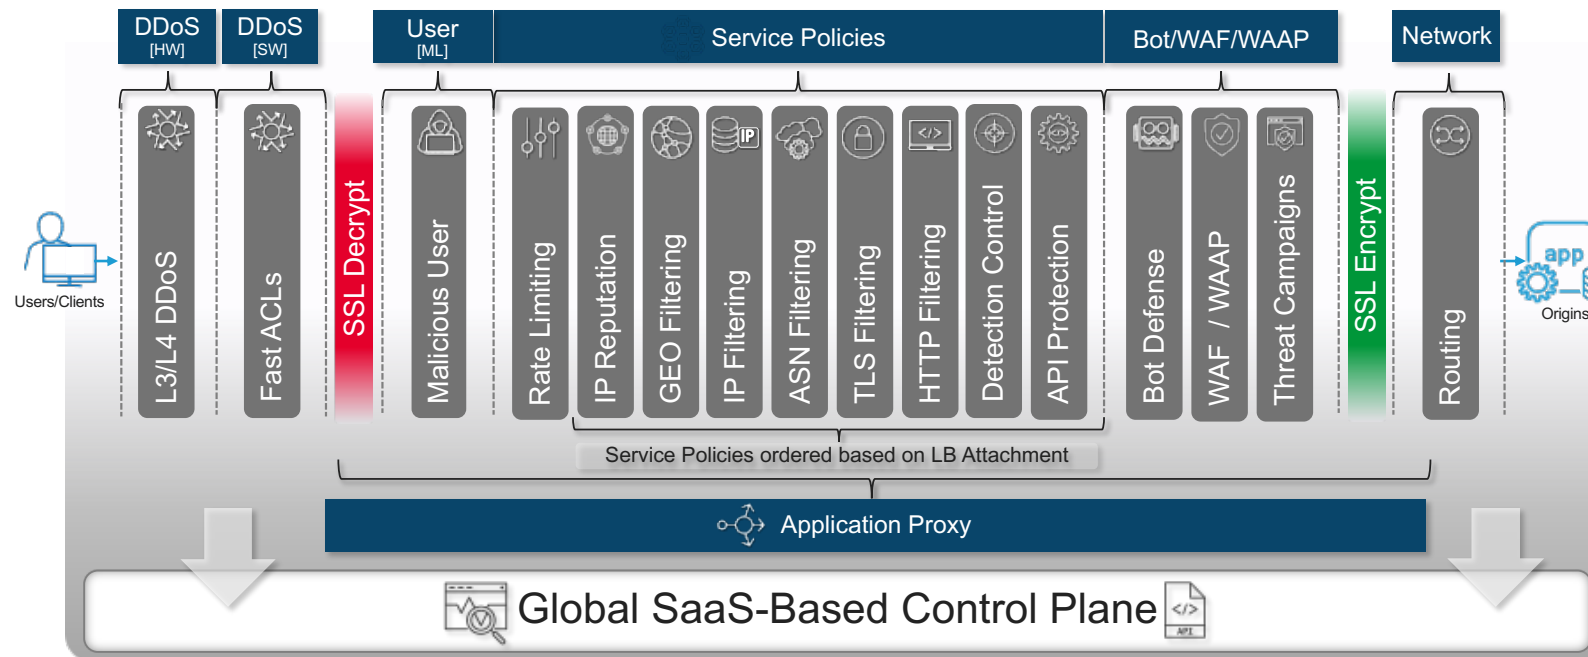 DDoS
[HW]
DDoS
[SW]
User
[ML]
Service Policies
Bot/WAF/WAAP
Network
L3/L4 DDoS
Fast ACLs
SSL Decrypt
Malicious User
Rate Limiting
IP Reputation
GEO Filtering
IP
IP Filtering
ASN Filtering
TLS Filtering
</>
HTTP Filtering
Detection Control
API Protection
Bot Defense
WAF / WAAP
Threat Campaigns
SSL Encrypt
Routing
Users/Clients
app
Origins
Service Policies ordered based on LB Attachment
Application Proxy
Global SaaS-Based Control Plane
</>
API